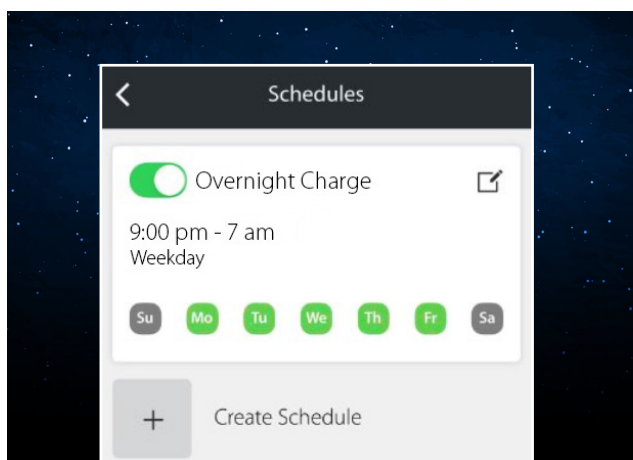 Schedules
Overnight Charge
9:00 pm - 7 am
Weekday
Su Mo Tu We Th Fr Sa
+ Create Schedule